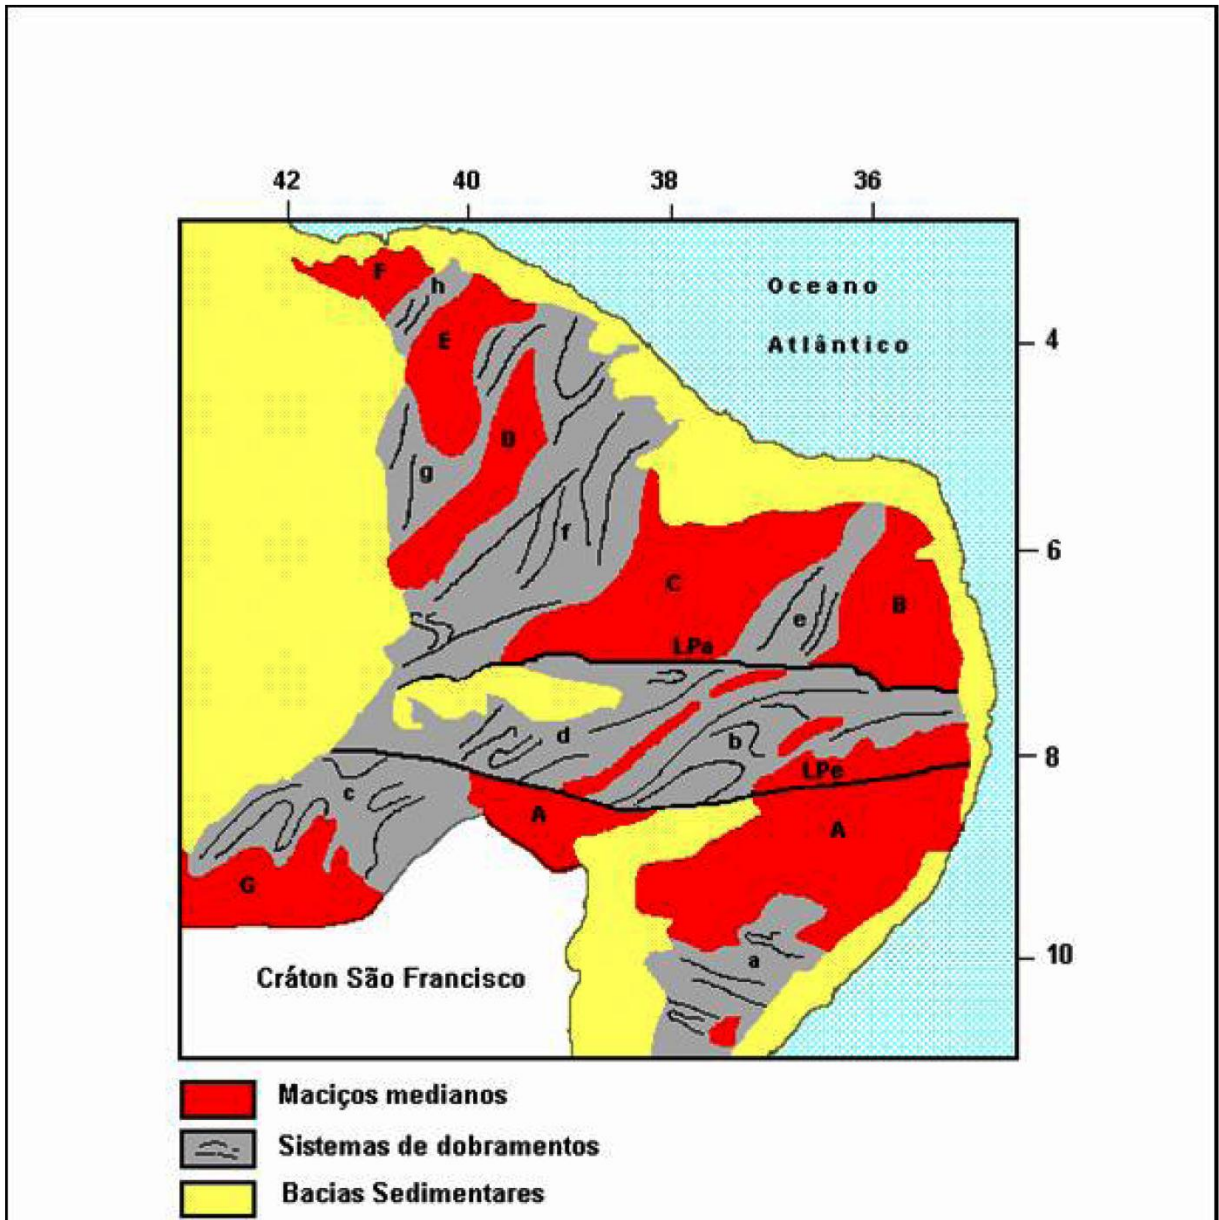 42 40 38 36
F
h
Oceano
E
Atlântico
4
D
g
f
6
C
B
e
LPa
d
b
8
LPe
c
A
A
G
10
a
Cráton São Francisco
Maciços medianos
Sistemas de dobramentos
Bacias Sedimentares